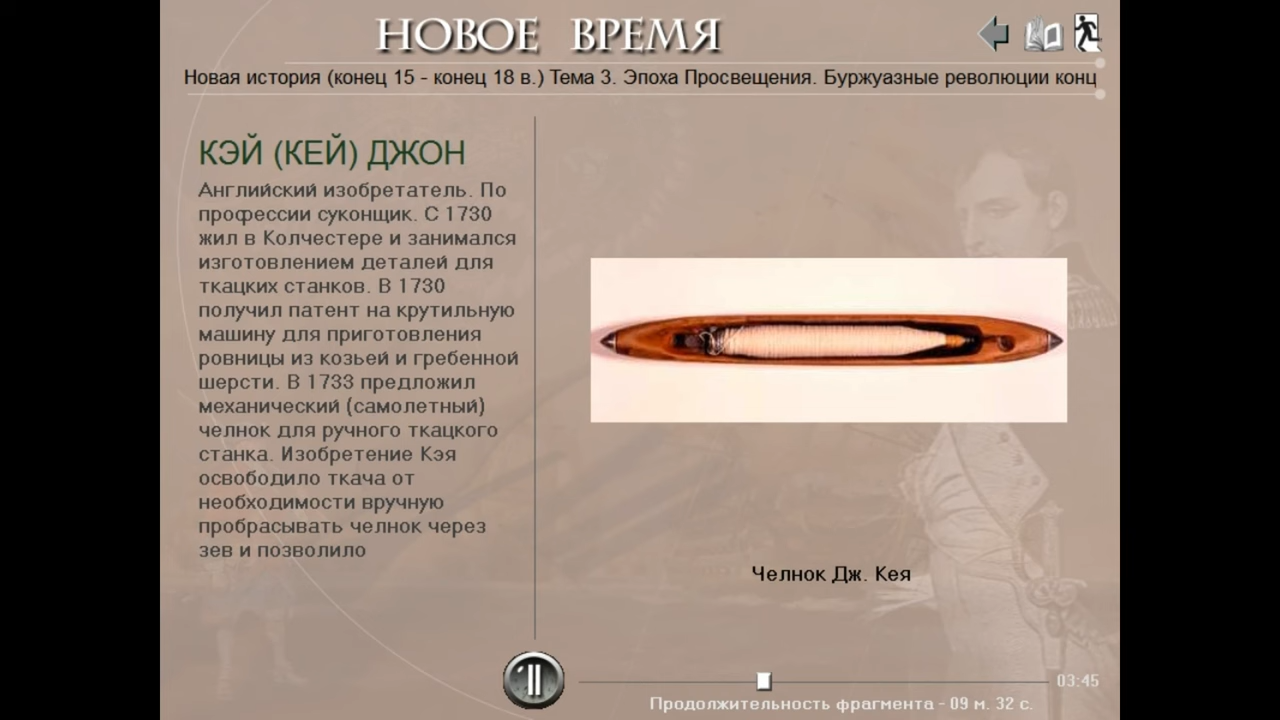 НОВОЕ ВРЕМЯ
Новая история (конец 15 - конец 18 в.) Тема 3. Эпоха Просвещения. Буржуазные революции конц
КЭЙ (КЕЙ) ДЖОН
Английский изобретатель. По
профессии суконщик. С 1730
жил в Колчестере и занимался
изготовлением деталей для
ткацких станков. В 1730
получил патент на крутильную
машину для приготовления
ровницы из козьей и гребенной
шерсти. В 1733 предложил
механический (самолетный)
челнок для ручного ткацкого
станка. Изобретение Кэя
освободило ткача от
необходимости вручную
пробрасывать челнок через
зев и позволило
Челнок Дж. Кея
03:45
Продолжительность фрагмента - 09 м. 32 с.